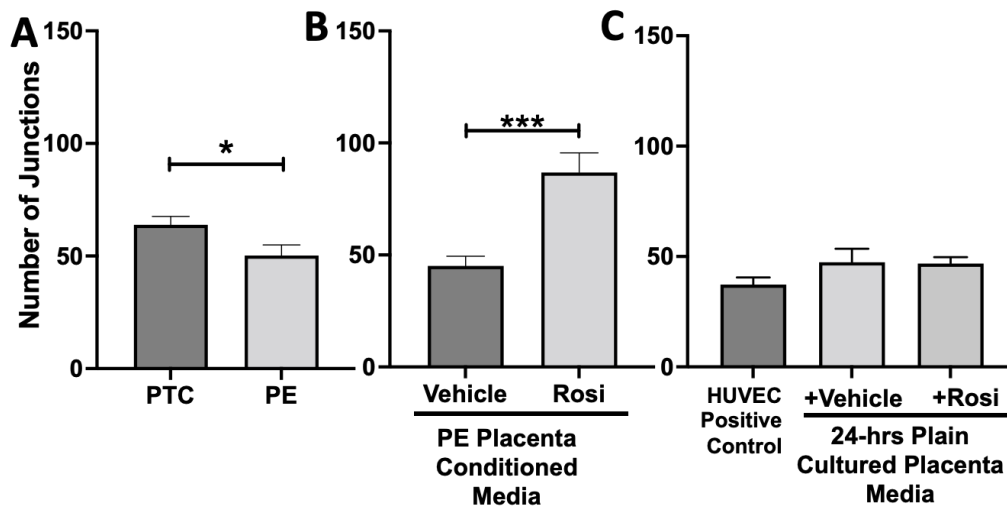 A
Number of Junctions
150
100
50
0
*
PTC
PE
B
150
100
50
0
***
Vehicle
Rosi
PE Placenta
Conditioned
Media
C
150
100
50
0
HUVEC
Positive
Control
+Vehicle
+Rosi
24-hrs Plain
Cultured Placenta
Media